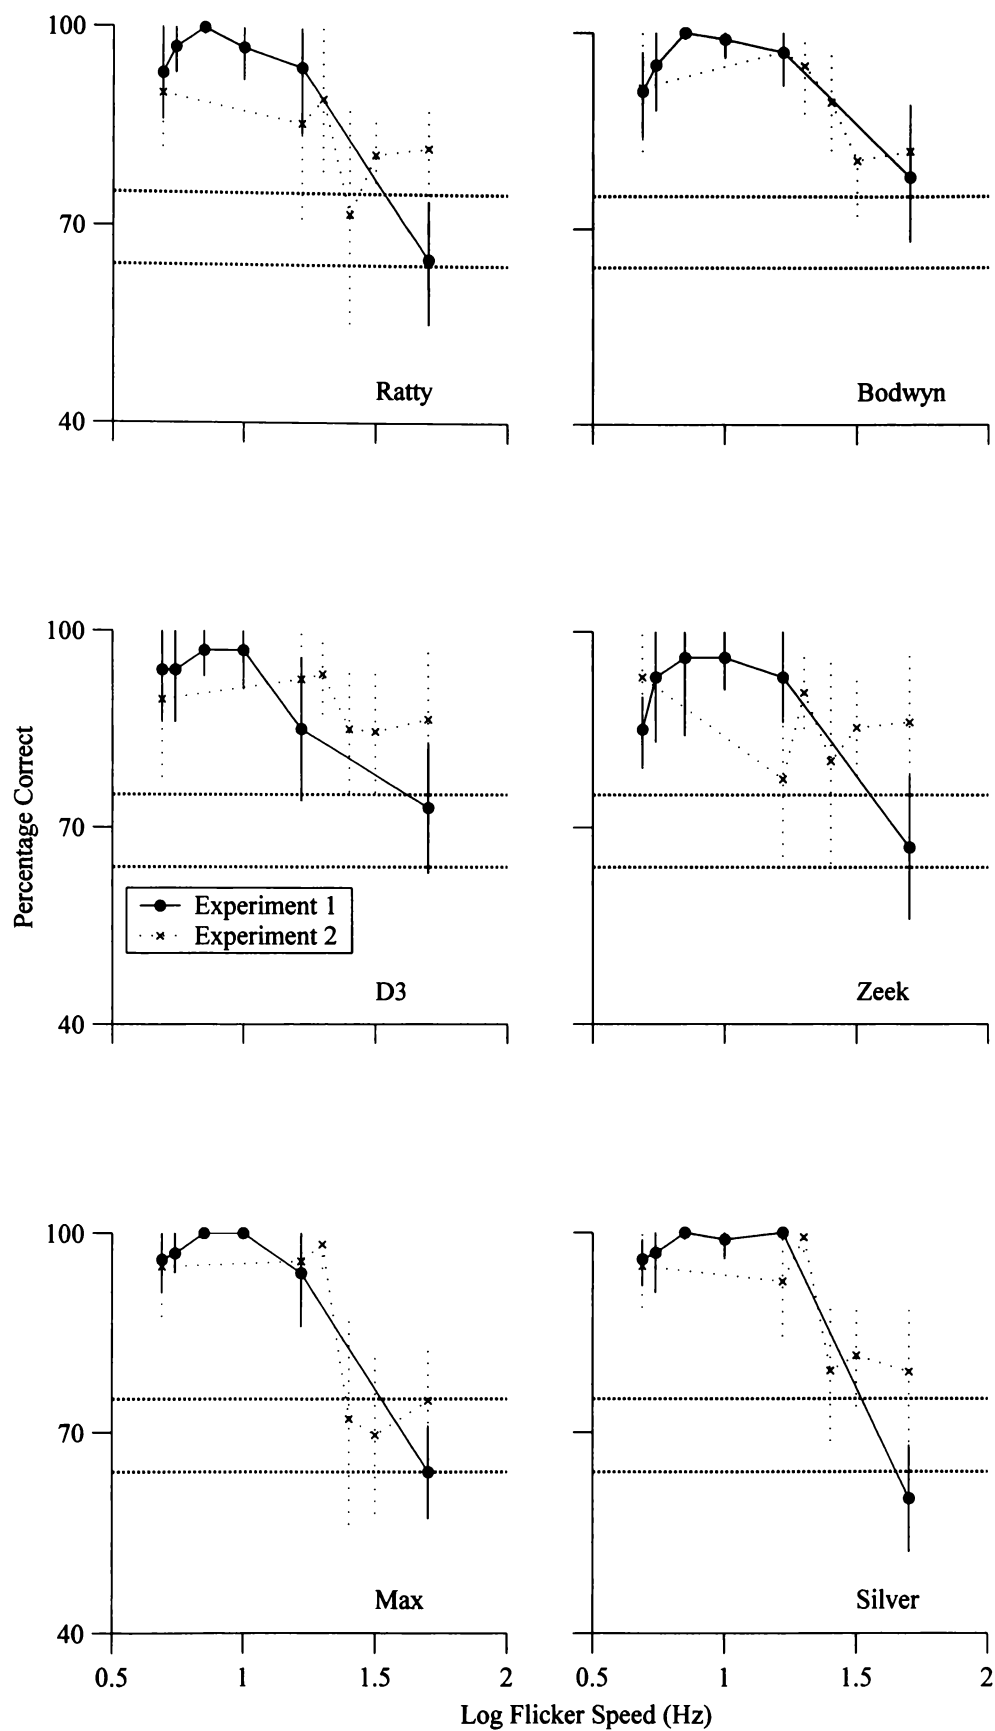 100
70
40
Ratty
Bodwyn
Percentage Correct
100
70
40
Experiment 1
Experiment 2
D3
Zeek
100
70
40
Max
Silver
0.5 1 1.5 2
0.5 1 1.5 2
Log Flicker Speed (Hz)